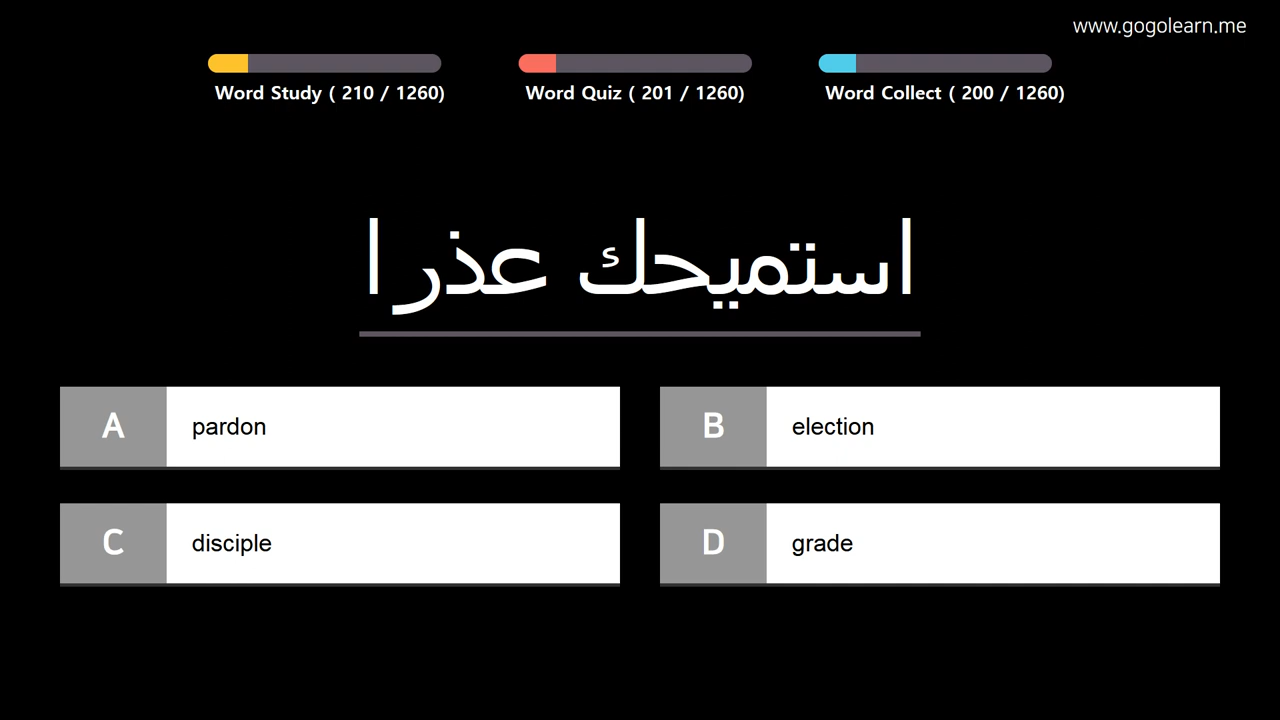 www.gogolearn.me
Word Study ( 210 / 1260)
Word Quiz ( 201 / 1260)
Word Collect ( 200 / 1260)
استميحك عذرا
A pardon
B election
C disciple
D grade